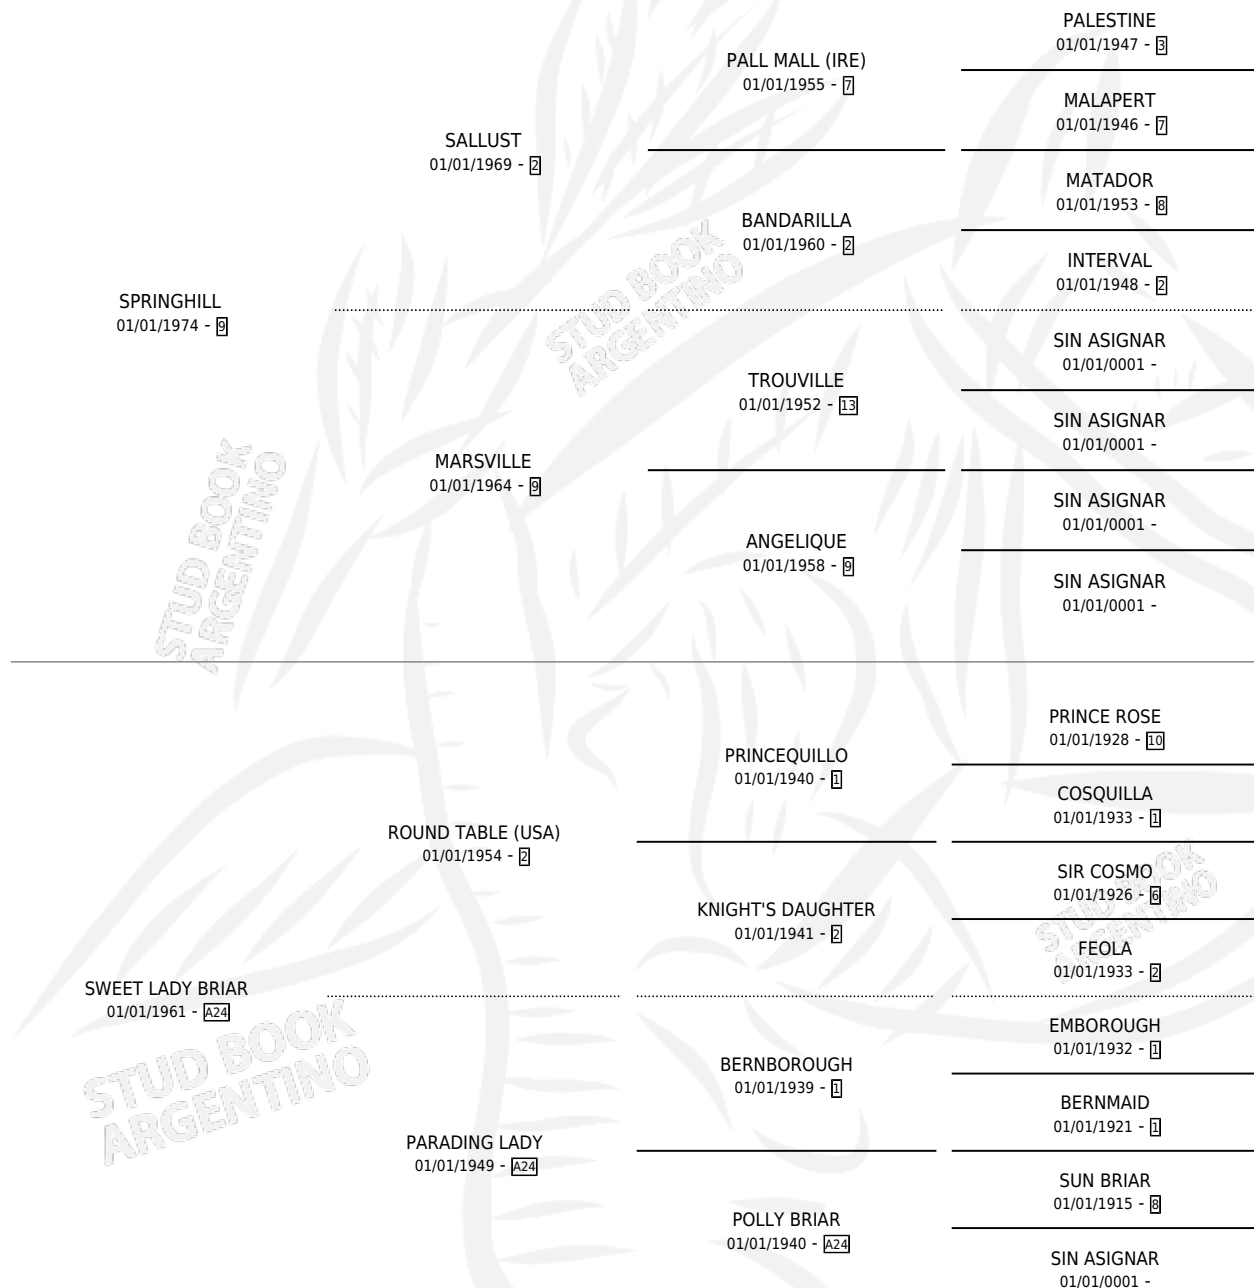 PALESTINE
01/01/1947 - 3
PALL MALL (IRE)
01/01/1955 - 7
MALAPERT
01/01/1946 - 7
SALLUST
01/01/1969 - 2
MATADOR
01/01/1953 - 8
BANDARILLA
01/01/1960 - 2
INTERVAL
01/01/1948 - 2
SPRINGHILL
01/01/1974 - 9
SIN ASIGNAR
01/01/0001 -
TROUVILLE
01/01/1952 - 13
SIN ASIGNAR
01/01/0001 -
MARSVILLE
01/01/1964 - 9
SIN ASIGNAR
01/01/0001 -
ANGELIQUE
01/01/1958 - 9
SIN ASIGNAR
01/01/0001 -
PRINCE ROSE
01/01/1928 - 10
PRINCEQUILLO
01/01/1940 - 1
COSQUILLA
01/01/1933 - 1
ROUND TABLE (USA)
01/01/1954 - 2
SIR COSMO
01/01/1926 - 6
KNIGHT'S DAUGHTER
01/01/1941 - 2
FEOLA
01/01/1933 - 2
SWEET LADY BRIAR
01/01/1961 - A24
EMBOROUGH
01/01/1932 - 1
BERNBOROUGH
01/01/1939 - 1
BERNMAID
01/01/1921 - 1
PARADING LADY
01/01/1949 - A24
SUN BRIAR
01/01/1915 - 8
POLLY BRIAR
01/01/1940 - A24
SIN ASIGNAR
01/01/0001 -
STUD BOOK
ARGENTINO
STUD BOOK
ARGENTINO
STUD BOOK
ARGENTINO
STUD BOOK
ARGENTINO